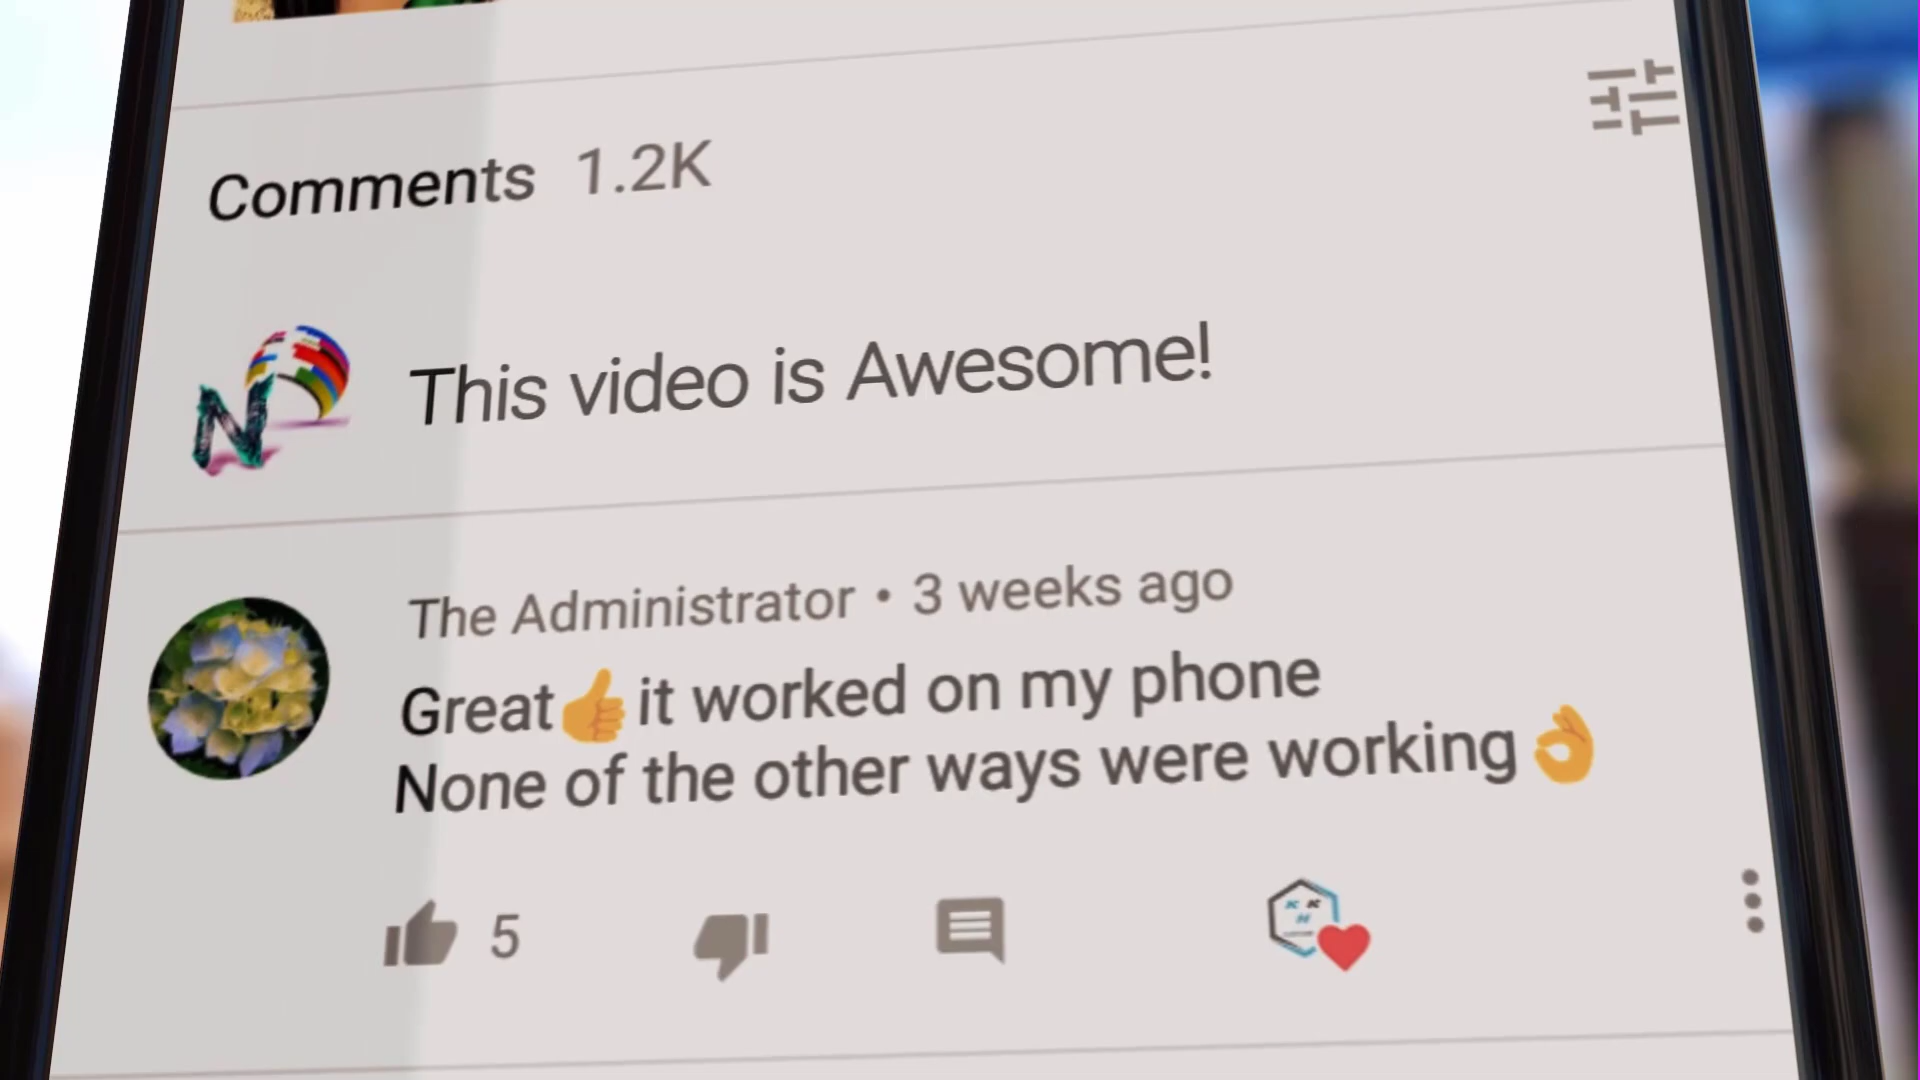 Comments 1.2K
This video is Awesome!
The Administrator • 3 weeks ago
Great👍it worked on my phone
None of the other ways were working👌
5